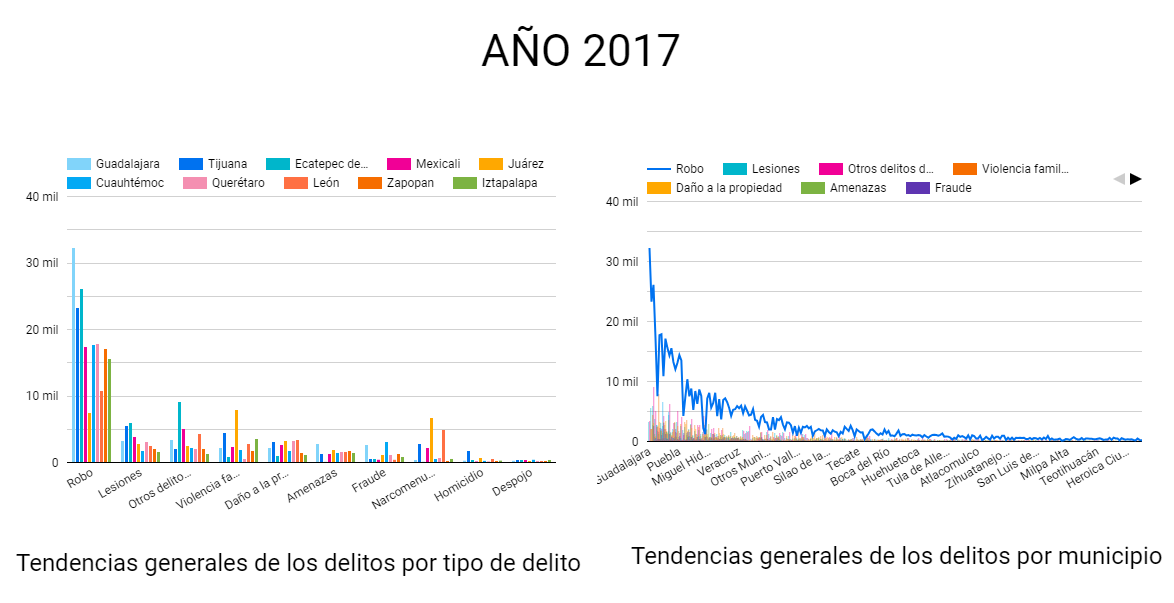 AÑO 2017
Guadalajara Tijuana Ecatepec de... Mexicali Juárez
Cuauhtémoc Querétaro León Zapopan Iztapalapa
40 mil
30 mil
20 mil
10 mil
0
Robo Lesiones Otros delito... Violencia fa... Daño a la pr... Amenazas Fraude Narcomenu... Homicidio Despojo
Tendencias generales de los delitos por tipo de delito
Robo Lesiones Otros delitos d... Violencia famil...
Daño a la propiedad Amenazas Fraude
40 mil
30 mil
20 mil
10 mil
0
Guadalajara Puebla Miguel Hid... Veracruz Otros Muni... Puerto Vall... Silao de la... Tecate Boca del Río Huehuetoca Tula de Alle... Atlacomulco Zihuatanejo... San Luis de... Milpa Alta Teotihuacán Heroica Ciu...
Tendencias generales de los delitos por municipio